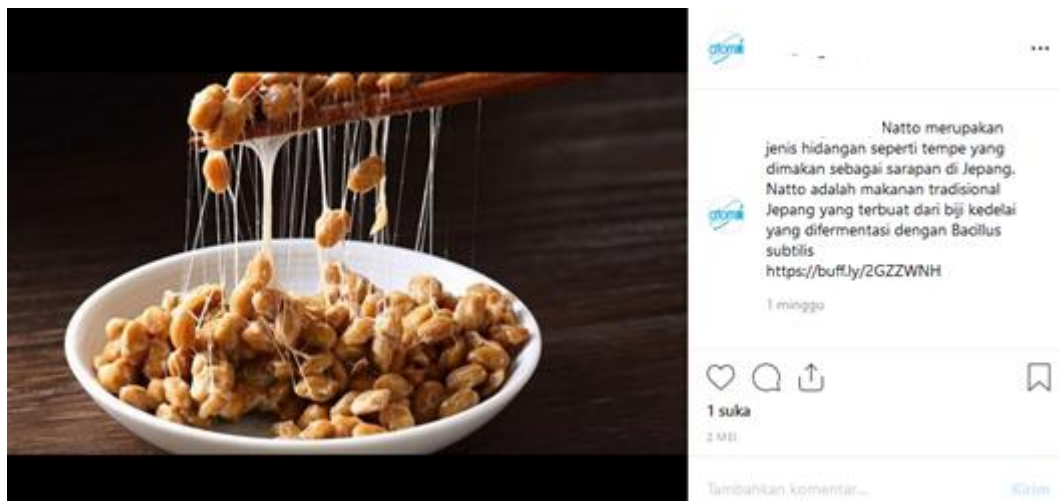 atomi
Natto merupakan
jenis hidangan seperti tempe yang
dimakan sebagai sarapan di Jepang.
atomi
Natto adalah makanan tradisional
Jepang yang terbuat dari biji kedelai
yang difermentasi dengan Bacillus
subtilis
https://buff.ly/2GZZWNH
1 minggu
1 suka
2 MEI
Tambahkan komentar...
Kirim